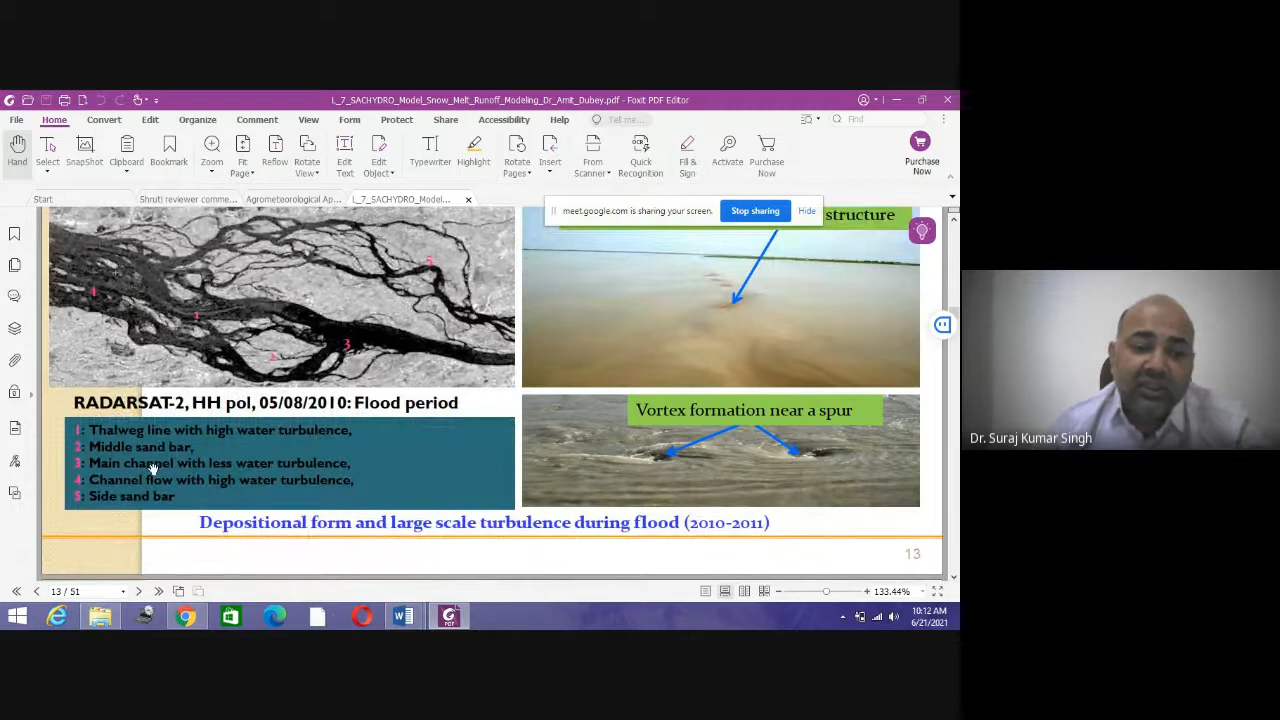 L_7_SACHYDRO_Model_Snow_Melt_Runoff_Modeling_Dr_Amit_Dubey.pdf - Foxit PDF Editor
File Home Convert Edit Organize Comment View Form Protect Share Accessibility Help Tell me... Find
Hand Select SnapShot Clipboard Bookmark Zoom Fit Page Reflow Rotate View Edit Text Edit Object Typewriter Highlight Rotate Pages Insert From Scanner Quick Recognition Fill & Sign Activate Purchase Now Purchase Now
Start Shruti reviewer comme... Agrometeorological Ap... L_7_SACHYDRO_Model...
meet.google.com is sharing your screen. Stop sharing Hide
structure
5
4
1
3
2
RADARSAT-2, HH pol, 05/08/2010: Flood period
1: Thalweg line with high water turbulence,
2: Middle sand bar,
3: Main channel with less water turbulence,
4: Channel flow with high water turbulence,
5: Side sand bar
Vortex formation near a spur
Depositional form and large scale turbulence during flood (2010-2011)
13
13 / 51
133.44%
10:12 AM
6/21/2021
Dr. Suraj Kumar Singh